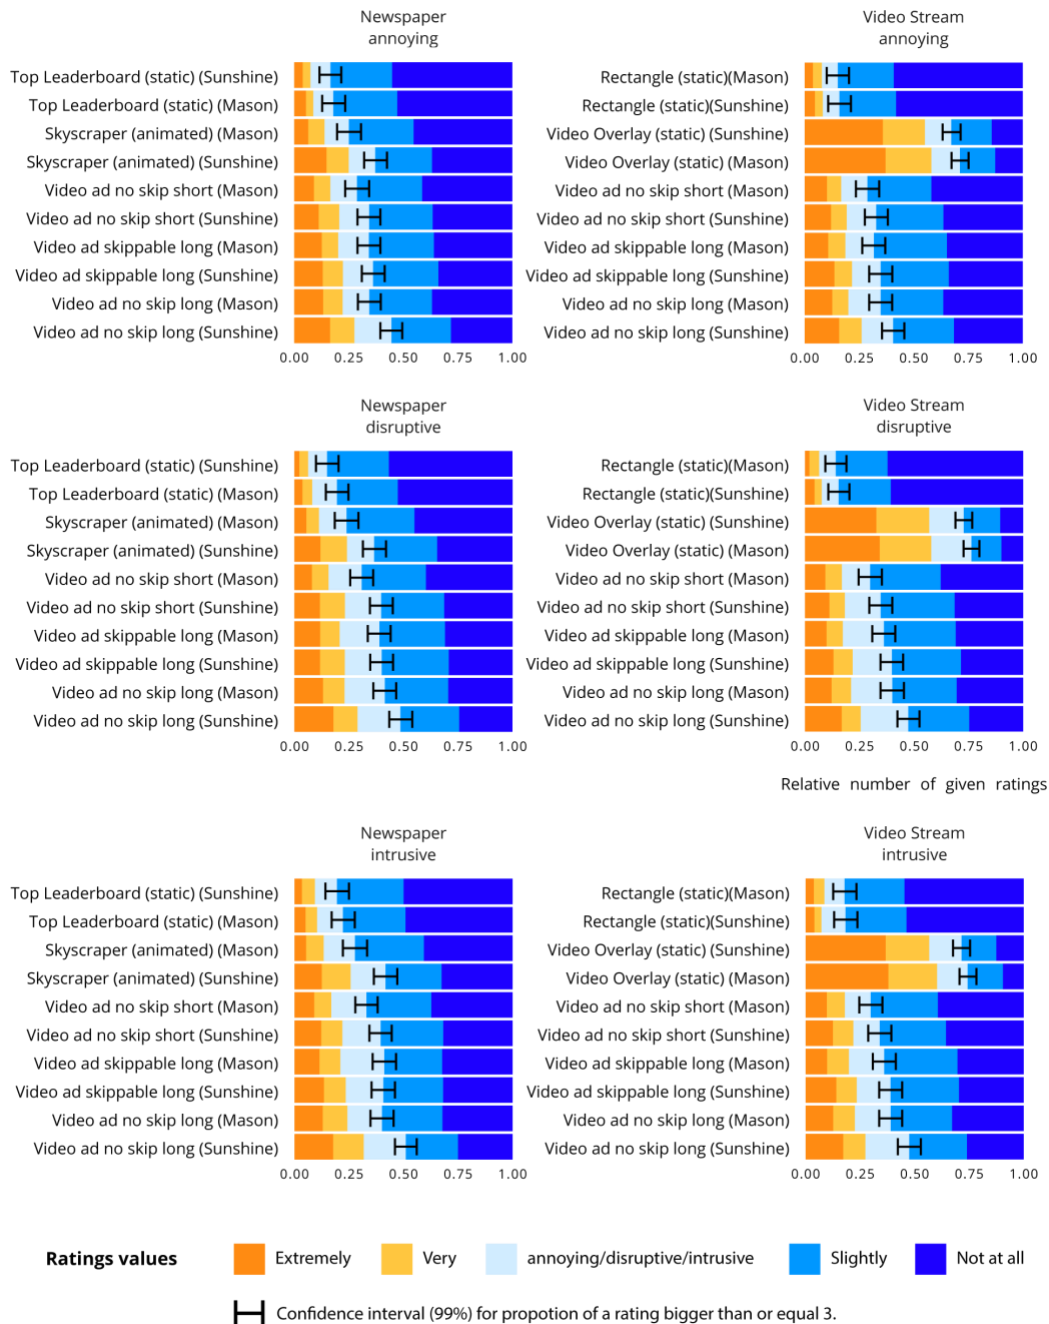 Newspaper
annoying
Top Leaderboard (static) (Sunshine)
Top Leaderboard (static) (Mason)
Skyscraper (animated) (Mason)
Skyscraper (animated) (Sunshine)
Video ad no skip short (Mason)
Video ad no skip short (Sunshine)
Video ad skippable long (Mason)
Video ad skippable long (Sunshine)
Video ad no skip long (Mason)
Video ad no skip long (Sunshine)
0.00 0.25 0.50 0.75 1.00
Video Stream
annoying
Rectangle (static)(Mason)
Rectangle (static)(Sunshine)
Video Overlay (static) (Sunshine)
Video Overlay (static) (Mason)
Video ad no skip short (Mason)
Video ad no skip short (Sunshine)
Video ad skippable long (Mason)
Video ad skippable long (Sunshine)
Video ad no skip long (Mason)
Video ad no skip long (Sunshine)
0.00 0.25 0.50 0.75 1.00
Newspaper
disruptive
Top Leaderboard (static) (Sunshine)
Top Leaderboard (static) (Mason)
Skyscraper (animated) (Mason)
Skyscraper (animated) (Sunshine)
Video ad no skip short (Mason)
Video ad no skip short (Sunshine)
Video ad skippable long (Mason)
Video ad skippable long (Sunshine)
Video ad no skip long (Mason)
Video ad no skip long (Sunshine)
0.00 0.25 0.50 0.75 1.00
Video Stream
disruptive
Rectangle (static)(Mason)
Rectangle (static)(Sunshine)
Video Overlay (static) (Sunshine)
Video Overlay (static) (Mason)
Video ad no skip short (Mason)
Video ad no skip short (Sunshine)
Video ad skippable long (Mason)
Video ad skippable long (Sunshine)
Video ad no skip long (Mason)
Video ad no skip long (Sunshine)
0.00 0.25 0.50 0.75 1.00
Relative number of given ratings
Newspaper
intrusive
Top Leaderboard (static) (Sunshine)
Top Leaderboard (static) (Mason)
Skyscraper (animated) (Mason)
Skyscraper (animated) (Sunshine)
Video ad no skip short (Mason)
Video ad no skip short (Sunshine)
Video ad skippable long (Mason)
Video ad skippable long (Sunshine)
Video ad no skip long (Mason)
Video ad no skip long (Sunshine)
0.00 0.25 0.50 0.75 1.00
Video Stream
intrusive
Rectangle (static)(Mason)
Rectangle (static)(Sunshine)
Video Overlay (static) (Sunshine)
Video Overlay (static) (Mason)
Video ad no skip short (Mason)
Video ad no skip short (Sunshine)
Video ad skippable long (Mason)
Video ad skippable long (Sunshine)
Video ad no skip long (Mason)
Video ad no skip long (Sunshine)
0.00 0.25 0.50 0.75 1.00
Ratings values Extremely Very annoying/disruptive/intrusive Slightly Not at all
Confidence interval (99%) for propotion of a rating bigger than or equal 3.